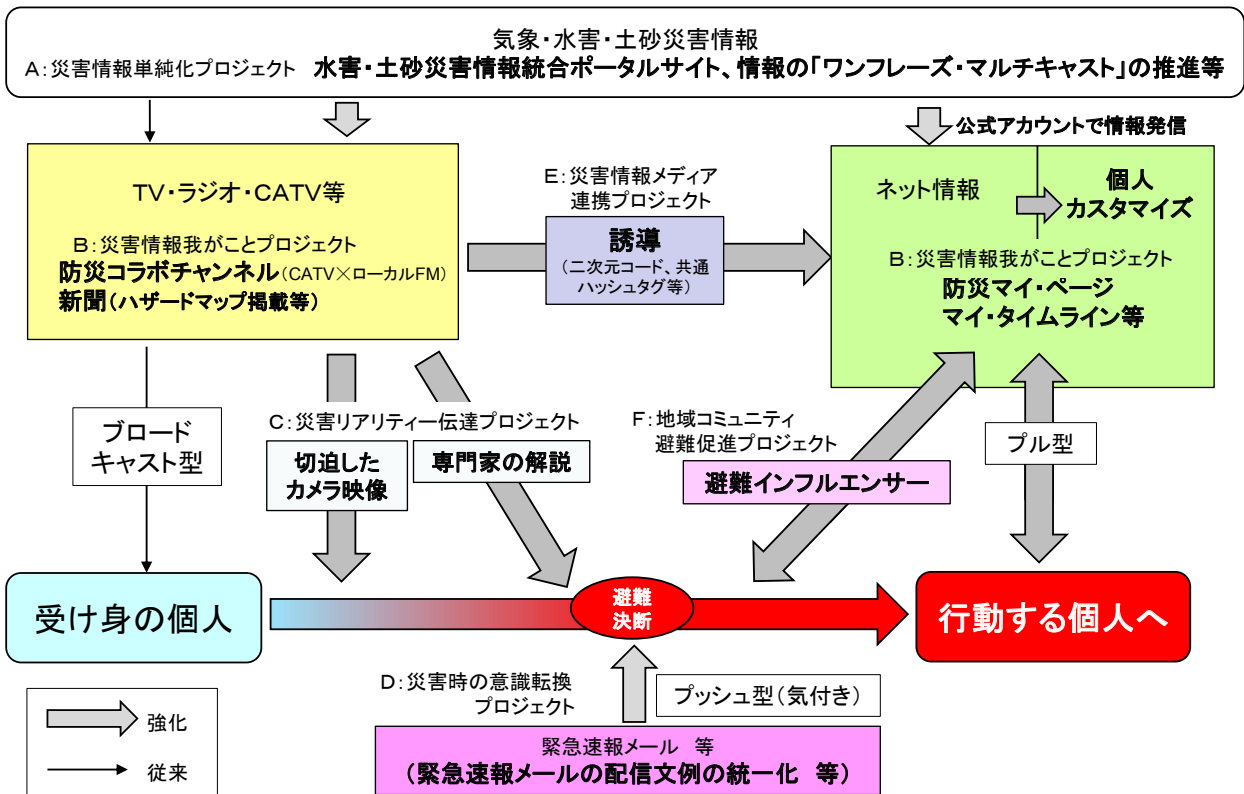 気象・水害・土砂災害情報
A:災害情報単純化プロジェクト 水害・土砂災害情報統合ポータルサイト、情報の「ワンフレーズ・マルチキャスト」の推進等
公式アカウントで情報発信
TV・ラジオ・CATV等
B:災害情報我がことプロジェクト
防災コラボチャンネル(CATV×ローカルFM)
新聞(ハザードマップ掲載等)
E:災害情報メディア
連携プロジェクト
誘導
(二次元コード、共通
ハッシュタグ等)
ネット情報
個人
カスタマイズ
B:災害情報我がことプロジェクト
防災マイ・ページ
マイ・タイムライン等
ブロード
キャスト型
C:災害リアリティー伝達プロジェクト
切迫した
カメラ映像
専門家の解説
F:地域コミュニティ
避難促進プロジェクト
避難インフルエンサー
プル型
受け身の個人
避難
決断
行動する個人へ
D:災害時の意識転換
プロジェクト
プッシュ型(気付き)
緊急速報メール 等
(緊急速報メールの配信文例の統一化 等)
強化
従来